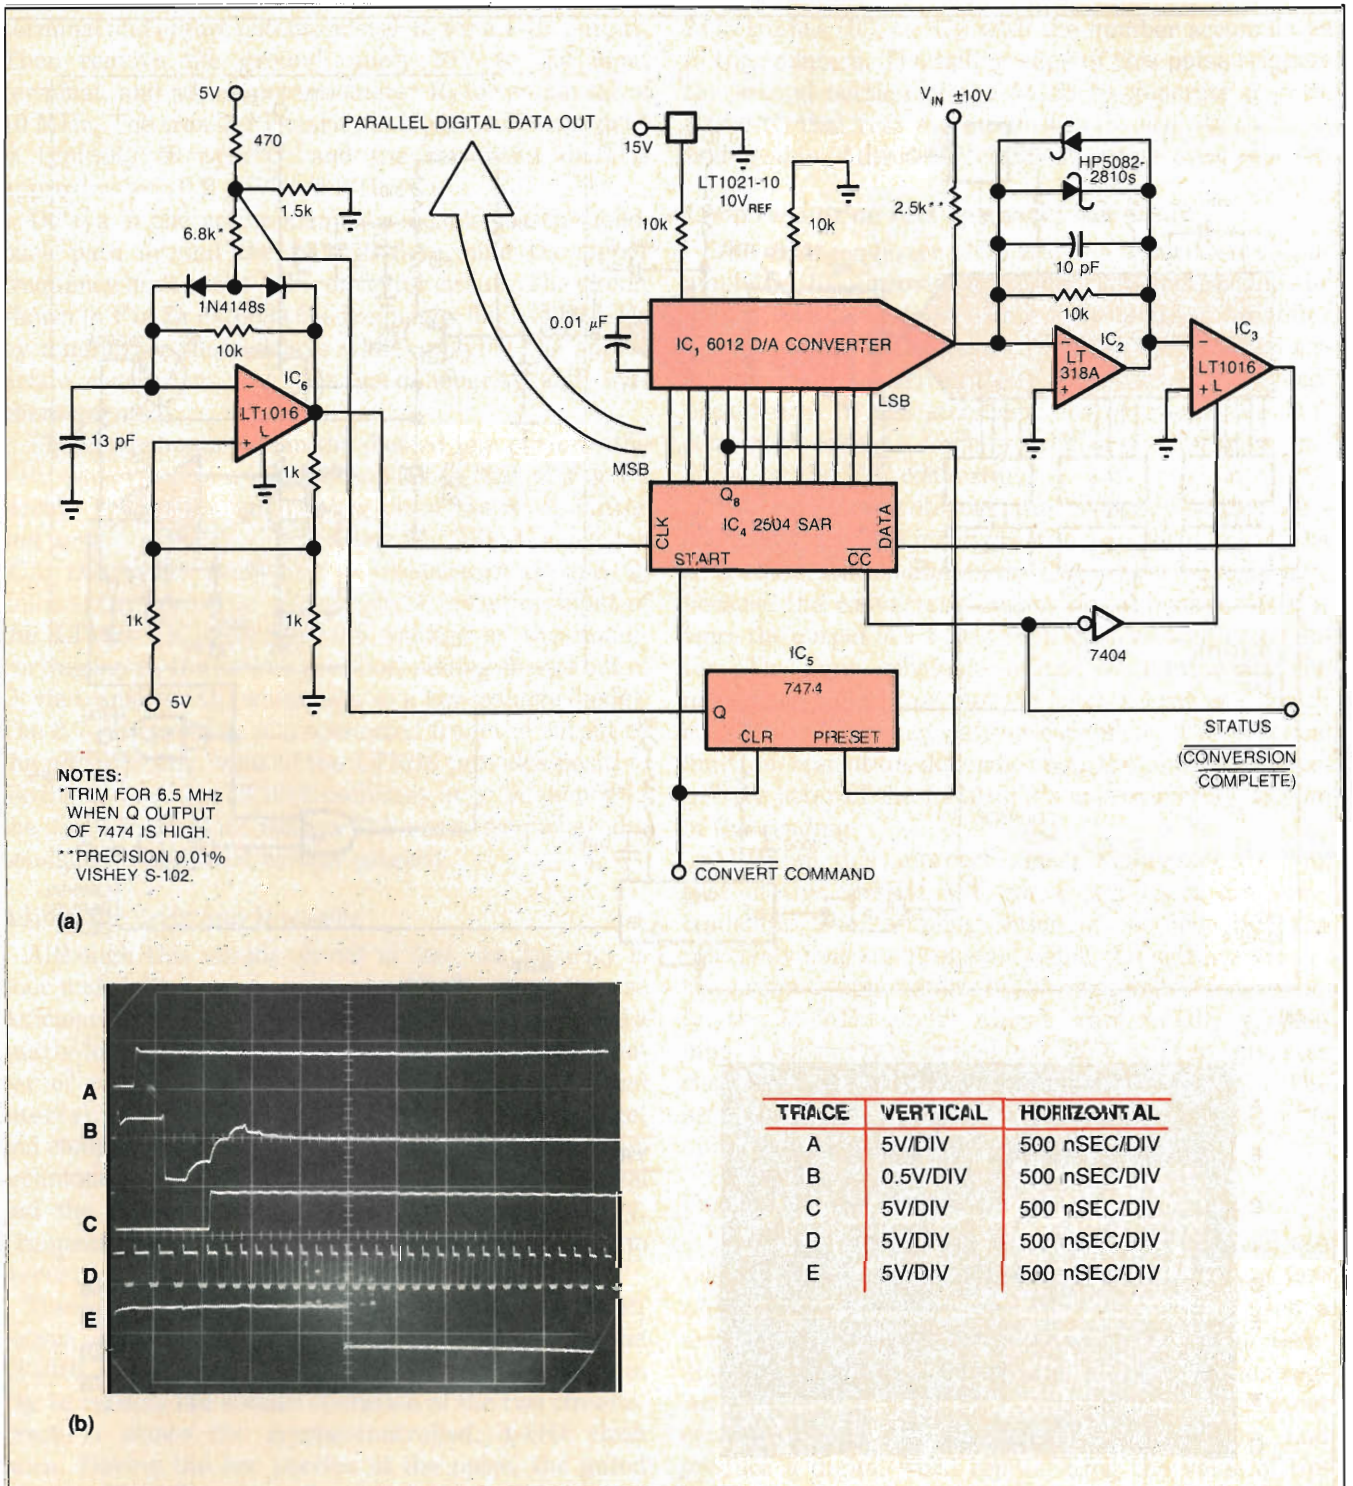 5V
470
1.5k
6.8k*
1N4148s
10k
IC6
−
LT1016
L
+
13 pF
1k
1k
1k
5V
PARALLEL DIGITAL DATA OUT
15V
LT1021-10
10VREF
10k
10k
0.01 µF
IC1 6012 D/A CONVERTER
LSB
MSB
VIN ±10V
2.5k**
HP5082-
2810s
10 pF
10k
IC2
−
LT
318A
+
IC3
−
LT1016
+ L
Q8
IC4 2504 SAR
CLK
DATA
START
CC
7404
IC5
7474
Q
CLR PRESET
STATUS
(CONVERSION
COMPLETE)
CONVERT COMMAND
NOTES:
*TRIM FOR 6.5 MHz
WHEN Q OUTPUT
OF 7474 IS HIGH.
**PRECISION 0.01%
VISHEY S-102.
(a)
A
B
C
D
E
(b)
TRACE VERTICAL HORIZONTAL
A 5V/DIV 500 nSEC/DIV
B 0.5V/DIV 500 nSEC/DIV
C 5V/DIV 500 nSEC/DIV
D 5V/DIV 500 nSEC/DIV
E 5V/DIV 500 nSEC/DIV